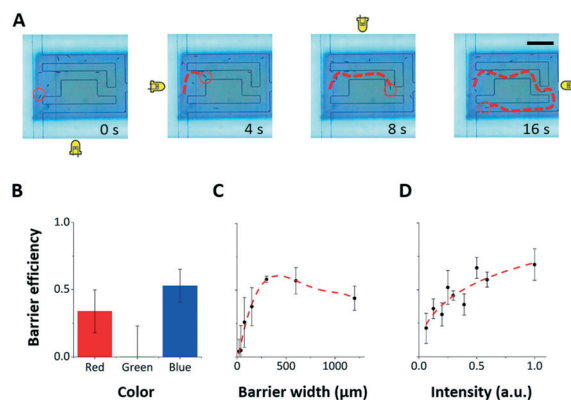 A
0 s
4 s
8 s
16 s
B
C
D
Barrier efficiency
1.0
0.5
0.0
Red
Green
Blue
Color
0
500
1000
Barrier width (μm)
0.0
0.5
1.0
Intensity (a.u.)